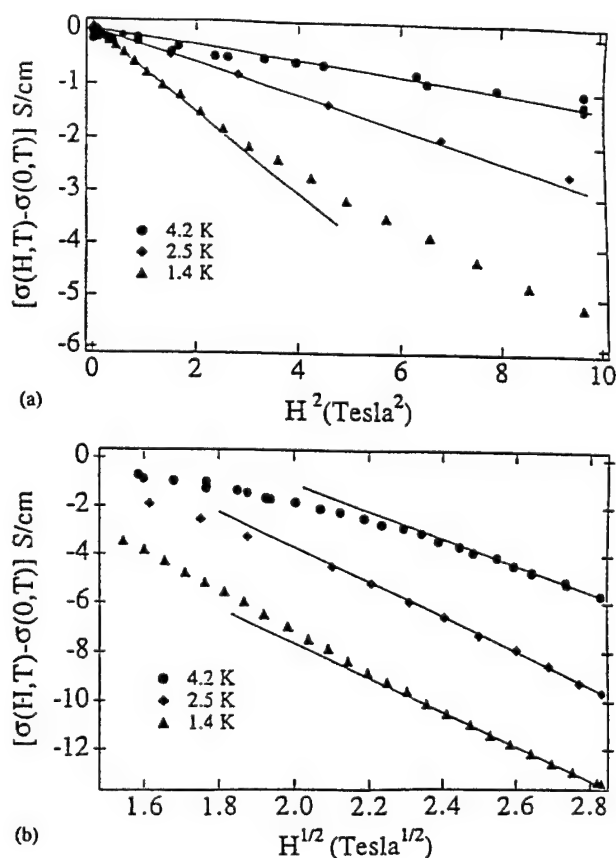 0
-1
-2
-3
-4
-5
-6
[σ(H,T)-σ(0,T)] S/cm
● 4.2 K
◆ 2.5 K
▲ 1.4 K
0 2 4 6 8 10
H² (Tesla²)
(a)
0
-2
-4
-6
-8
-10
-12
[σ(H,T)-σ(0,T)] S/cm
● 4.2 K
◆ 2.5 K
▲ 1.4 K
1.6 1.8 2.0 2.2 2.4 2.6 2.8
H^{1/2} (Tesla^{1/2})
(b)